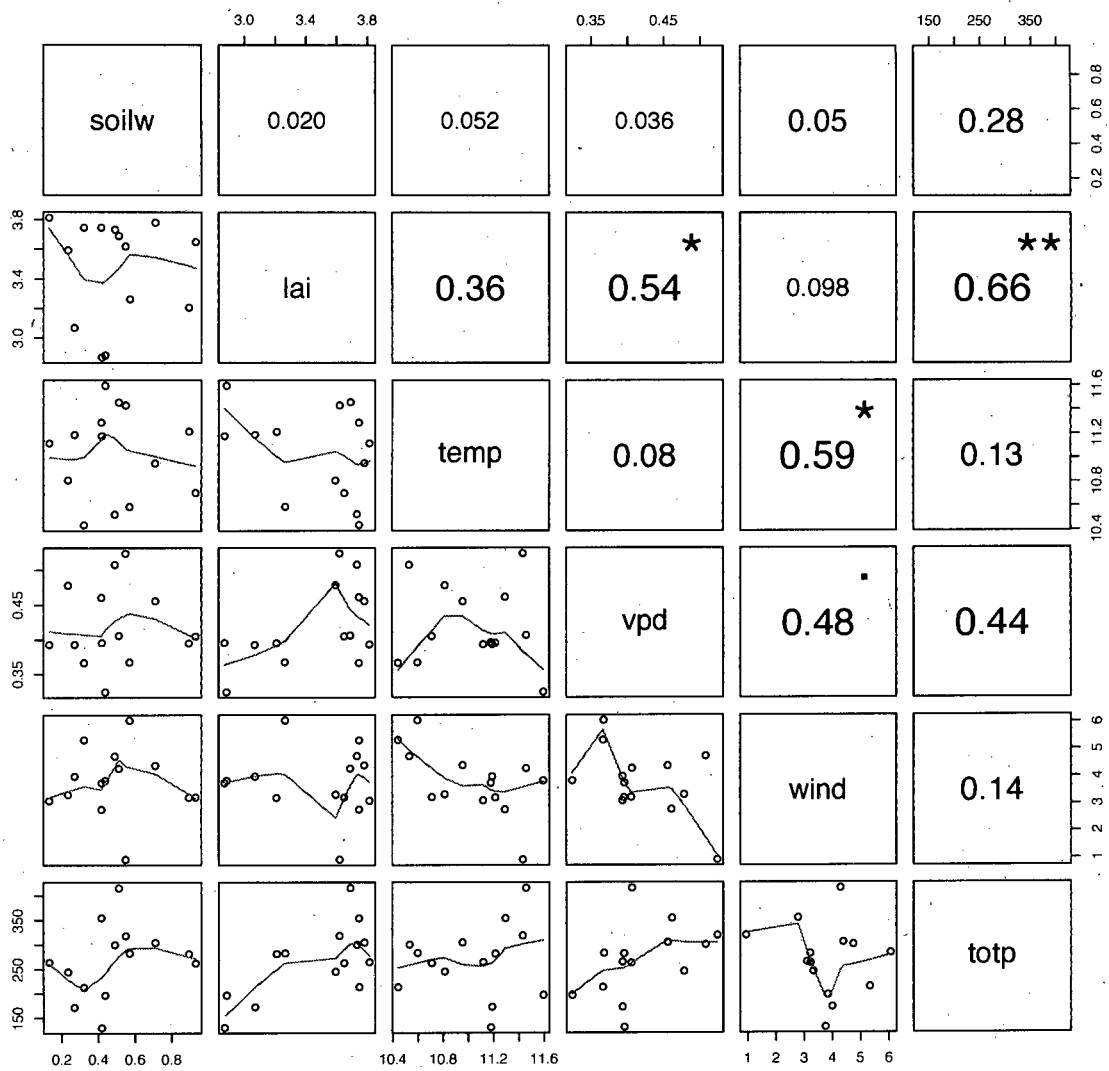 3.0 3.4 3.8 0.35 0.45 150 250 350
soilw 0.020 0.052 0.036 0.05 0.28
0.2 0.4 0.6 0.8
3.0 3.4 3.8
lai 0.36 0.54 * 0.098 0.66 **
temp 0.08 0.59 * 0.13
10.4 10.8 11.2 11.6
0.35 0.45
vpd 0.48 . 0.44
wind 0.14
1 2 3 4 5 6
150 250 350
totp
0.2 0.4 0.6 0.8 10.4 10.8 11.2 11.6 1 2 3 4 5 6